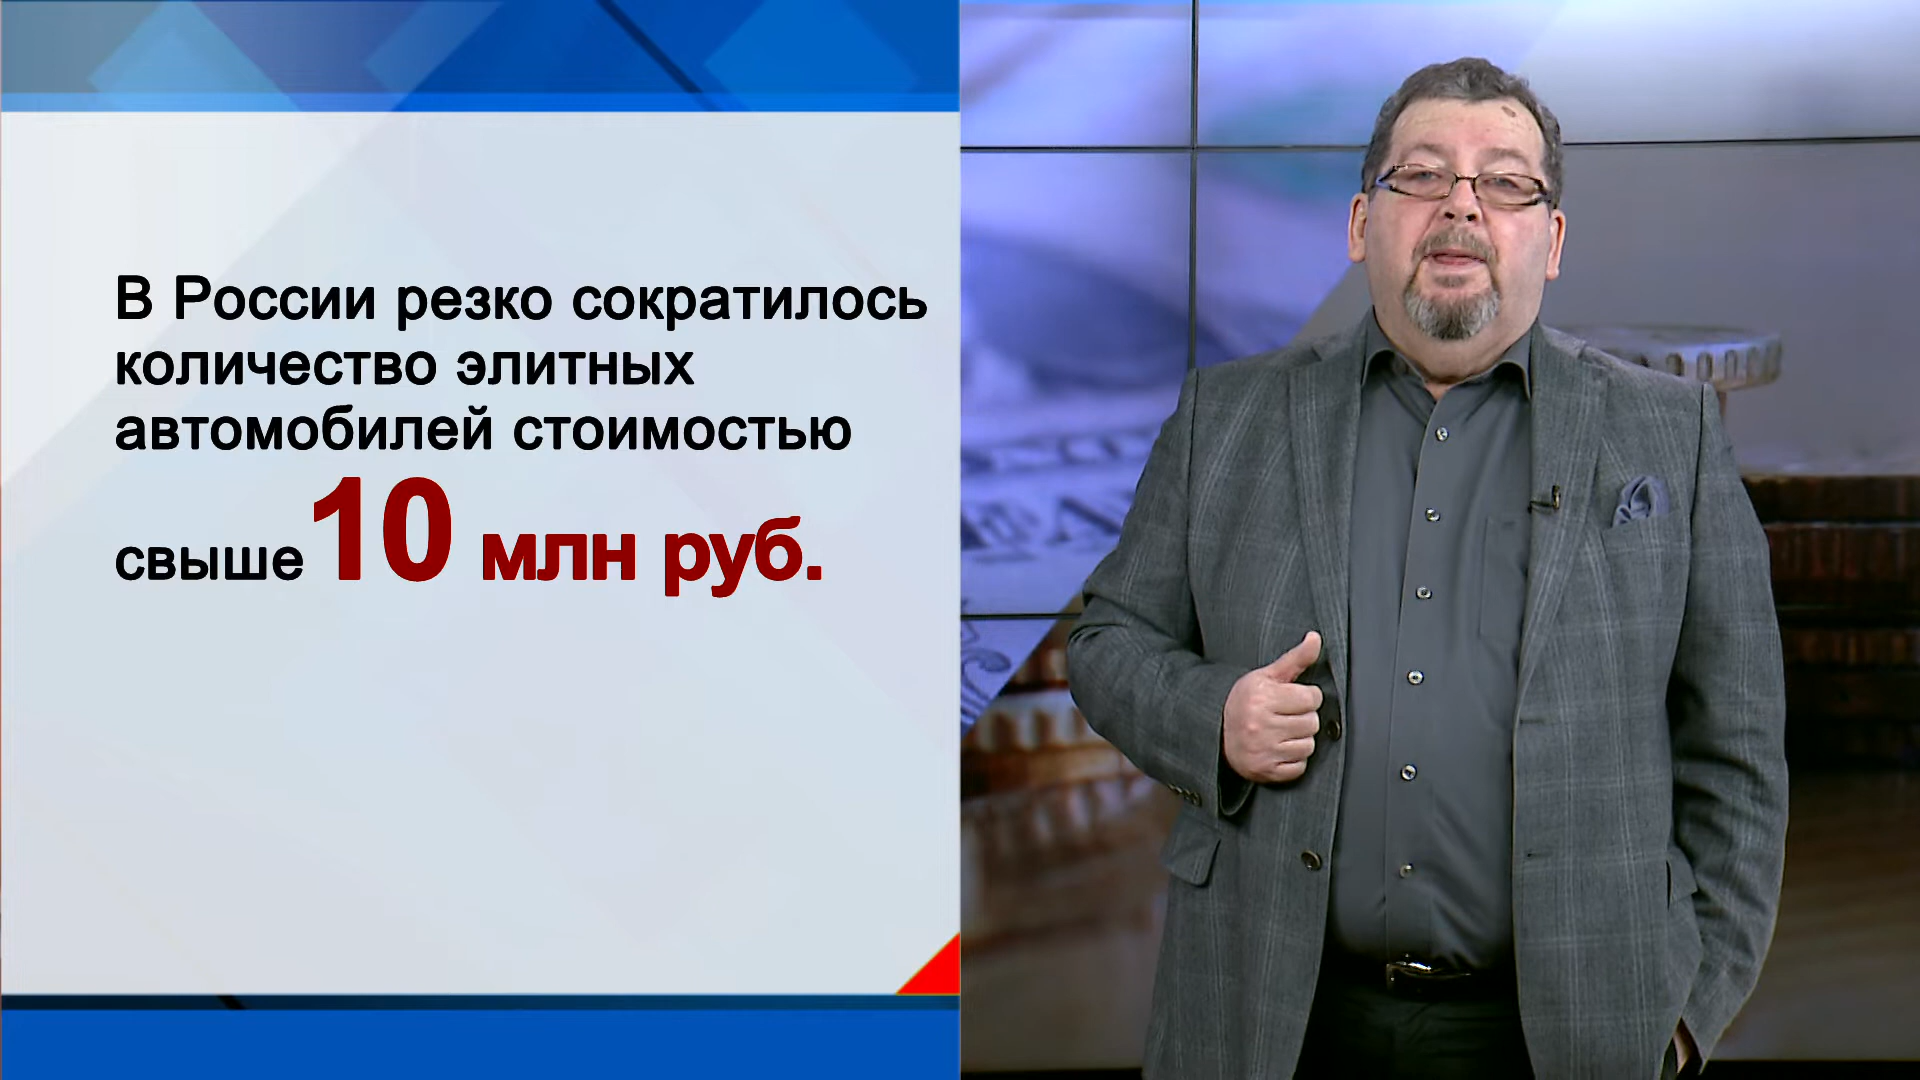 В России резко сократилось
количество элитных
автомобилей стоимостью
свыше 10 млн руб.